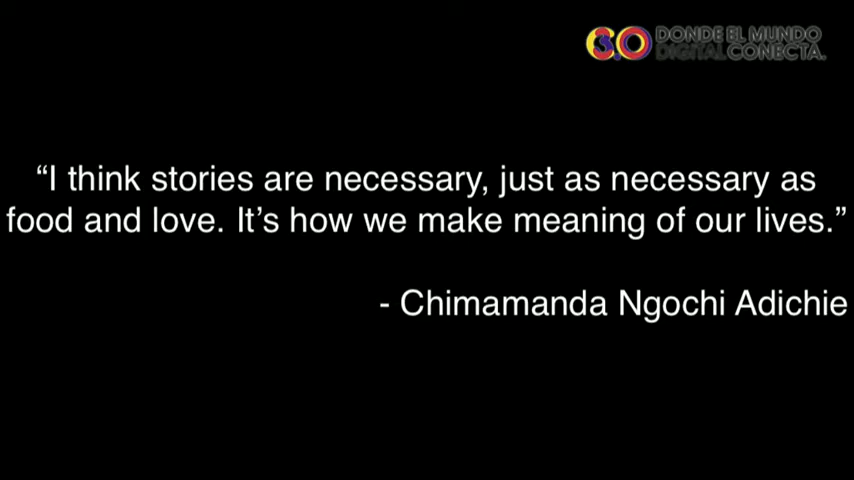 3.0 DONDE EL MUNDO
DIGITAL CONECTA.
“I think stories are necessary, just as necessary as
food and love. It’s how we make meaning of our lives.”
- Chimamanda Ngochi Adichie